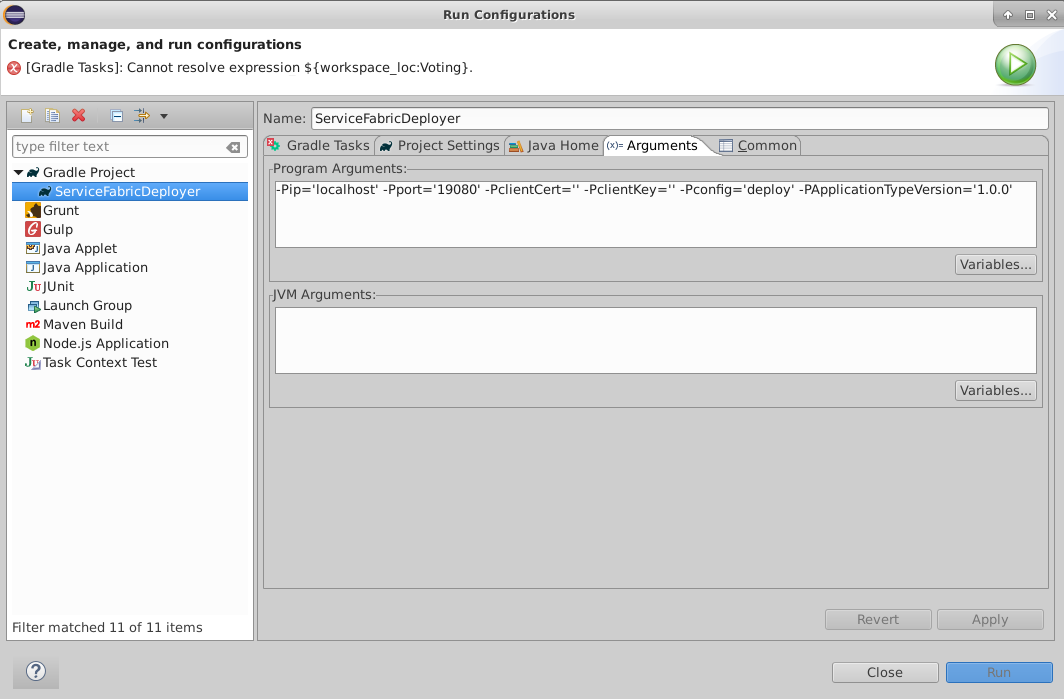 Run Configurations
Create, manage, and run configurations
[Gradle Tasks]: Cannot resolve expression ${workspace_loc:Voting}.
type filter text
Gradle Project
ServiceFabricDeployer
Grunt
Gulp
Java Applet
Java Application
JUnit
Launch Group
Maven Build
Node.js Application
Task Context Test
Filter matched 11 of 11 items
Name: ServiceFabricDeployer
Gradle Tasks Project Settings Java Home (x)= Arguments Common
Program Arguments:
-Pip='localhost' -Pport='19080' -PclientCert='' -PclientKey='' -Pconfig='deploy' -PApplicationTypeVersion='1.0.0'
Variables...
JVM Arguments:
Variables...
Revert Apply
? Close Run